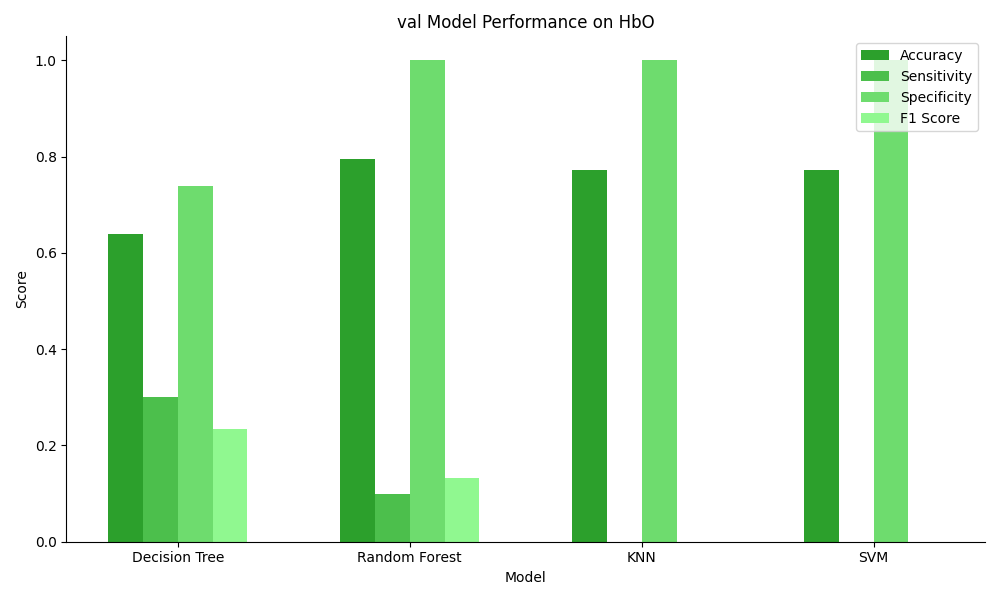 val Model Performance on HbO
Accuracy
Sensitivity
Specificity
F1 Score
Score
1.0
0.8
0.6
0.4
0.2
0.0
Decision Tree
Random Forest
KNN
SVM
Model